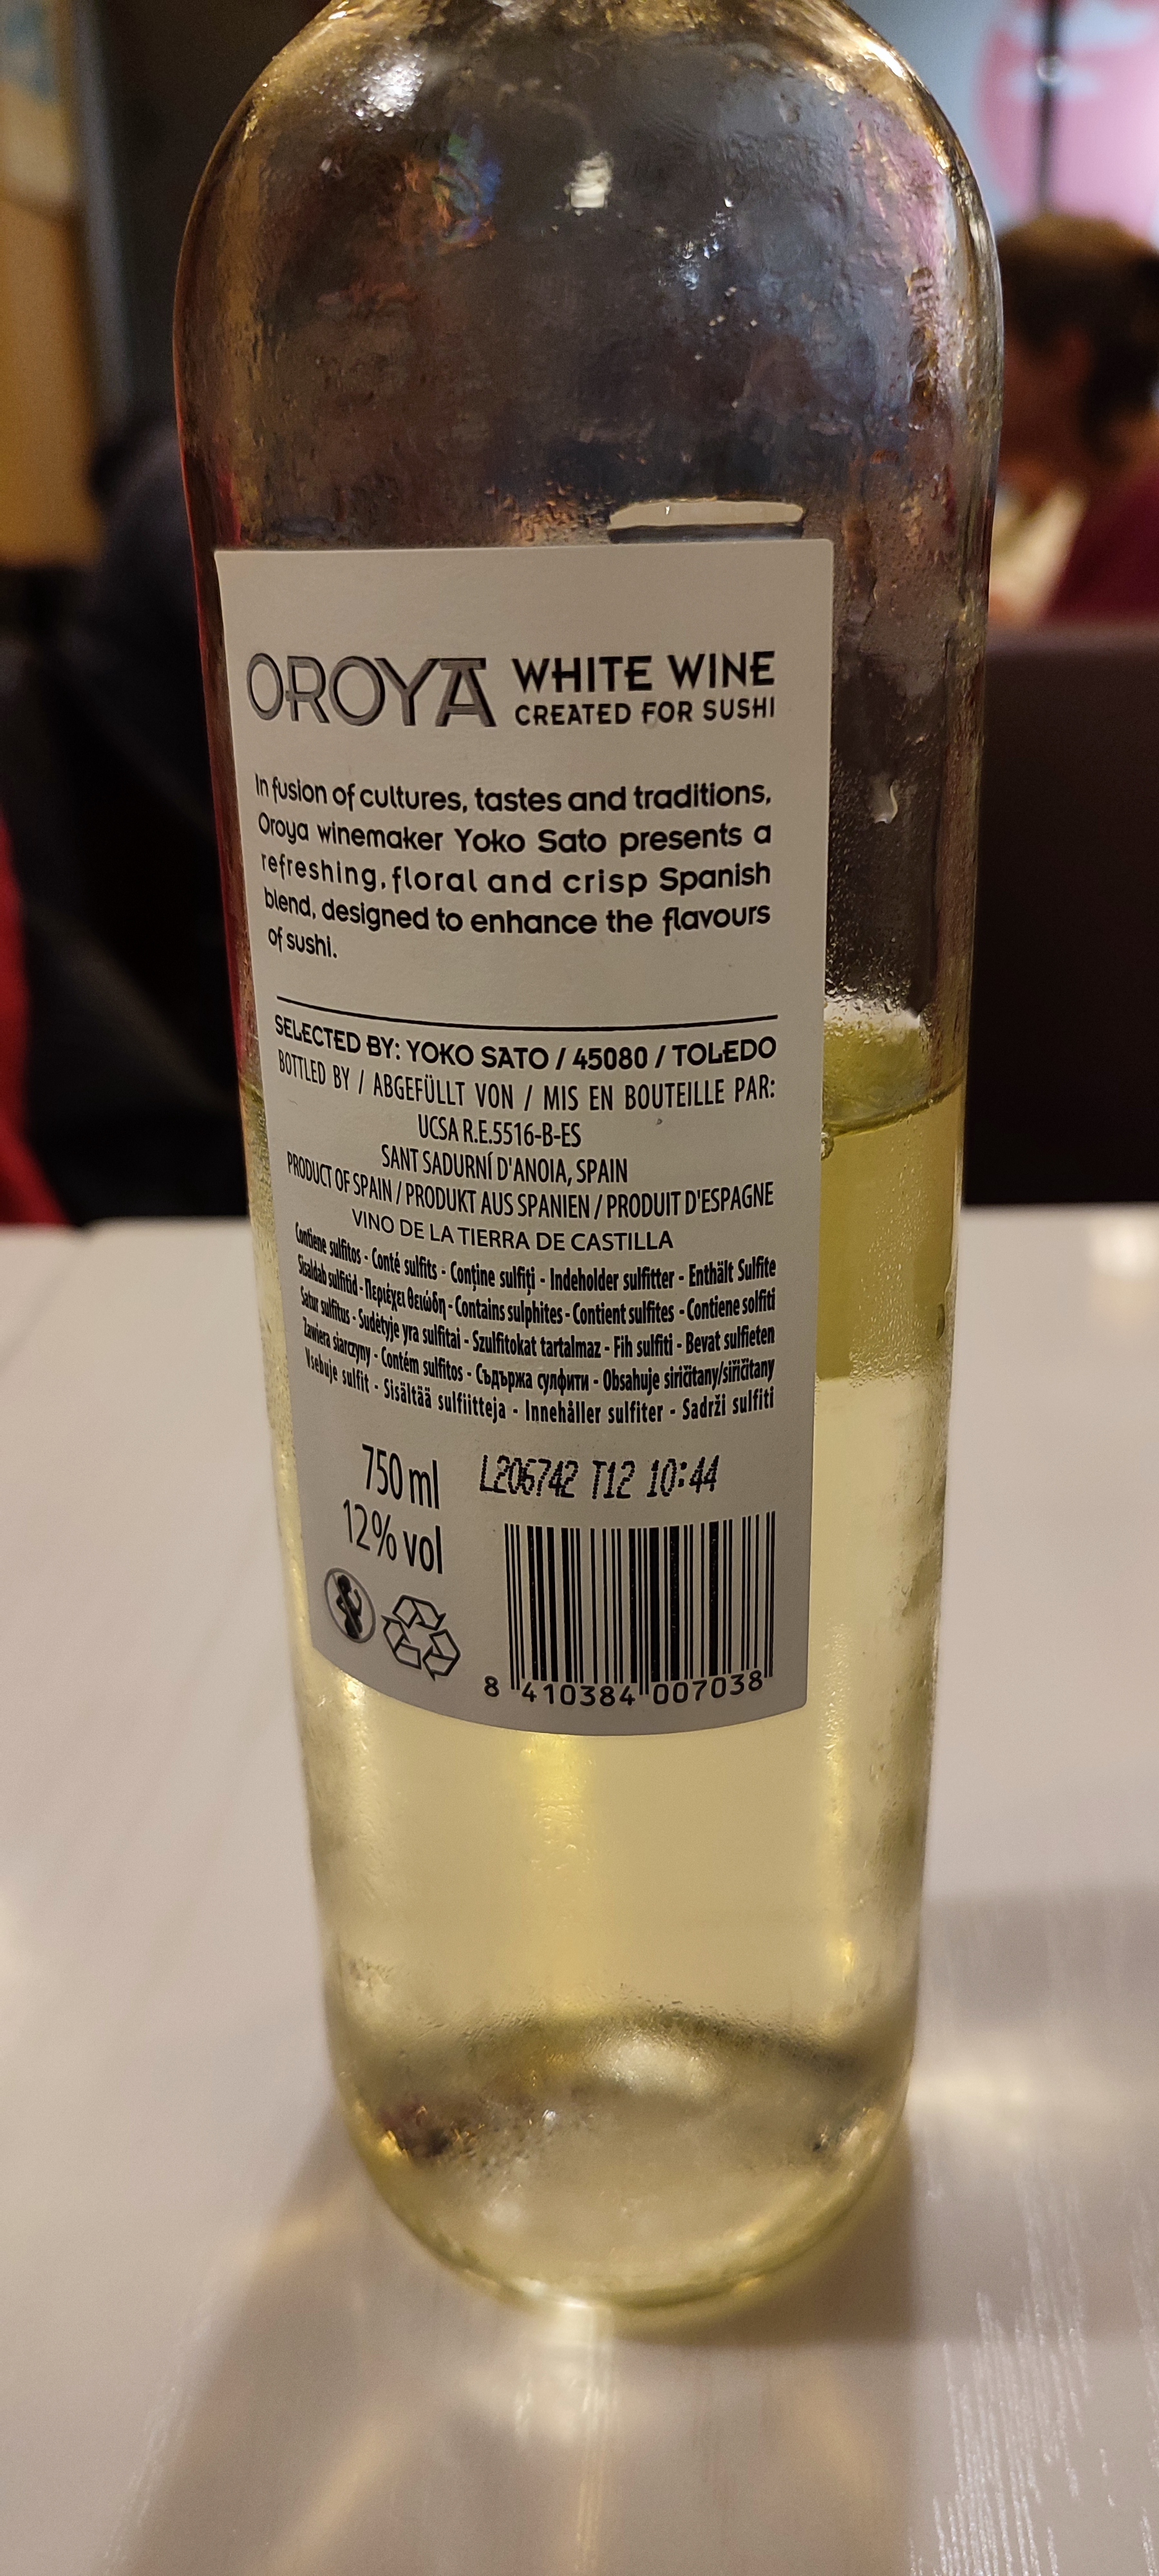 OROYA WHITE WINE
CREATED FOR SUSHI
In fusion of cultures, tastes and traditions,
Oroya winemaker Yoko Sato presents a
refreshing, floral and crisp Spanish
blend, designed to enhance the flavours
of sushi.
SELECTED BY: YOKO SATO / 45080 / TOLEDO
BOTTLED BY / ABGEFÜLLT VON / MIS EN BOUTEILLE PAR:
UCSA R.E.5516-B-ES
SANT SADURNÍ D'ANOIA, SPAIN
PRODUCT OF SPAIN / PRODUKT AUS SPANIEN / PRODUIT D'ESPAGNE
VINO DE LA TIERRA DE CASTILLA
Contiene sulfitos - Conté sulfits - Conține sulfiți - Indeholder sulfitter - Enthält Sulfite
Sisaldab sulfitid - Περιέχει θειώδη - Contains sulphites - Contient sulfites - Contiene solfiti
Satur sulfitus - Sudėtyje yra sulfitai - Szulfitokat tartalmaz - Fih sulfiti - Bevat sulfieten
Zawiera siarczyny - Contém sulfitos - Съдържа сулфити - Obsahuje siričitany/siřičitany
Vsebuje sulfit - Sisältää sulfiitteja - Innehåller sulfiter - Sadrži sulfiti
750 ml
L206742 T12 10:44
12% vol
8 410384 007038